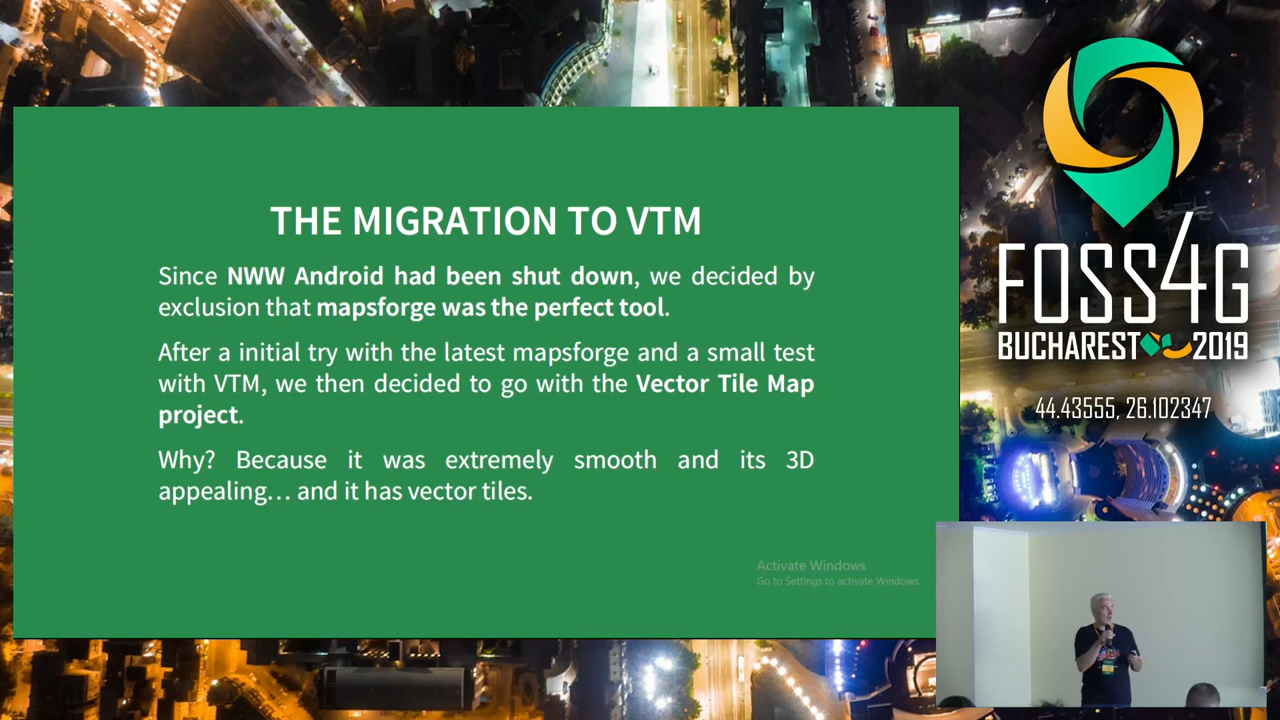 THE MIGRATION TO VTM
Since NWW Android had been shut down, we decided by
exclusion that mapsforge was the perfect tool.
After a initial try with the latest mapsforge and a small test
with VTM, we then decided to go with the Vector Tile Map
project.
Why? Because it was extremely smooth and its 3D
appealing… and it has vector tiles.
Activate Windows
Go to Settings to activate Windows.
FOSS4G
BUCHAREST 2019
44.43555, 26.102347